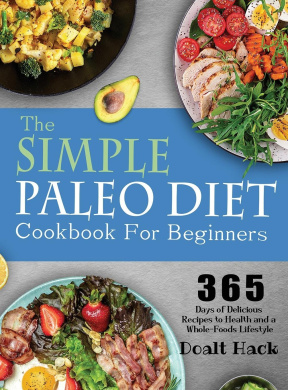 The
SIMPLE
PALEO DIET
Cookbook For Beginners
365
Days of Delicious
Recipes to Health and a
Whole-Foods Lifestyle
Doalt Hack